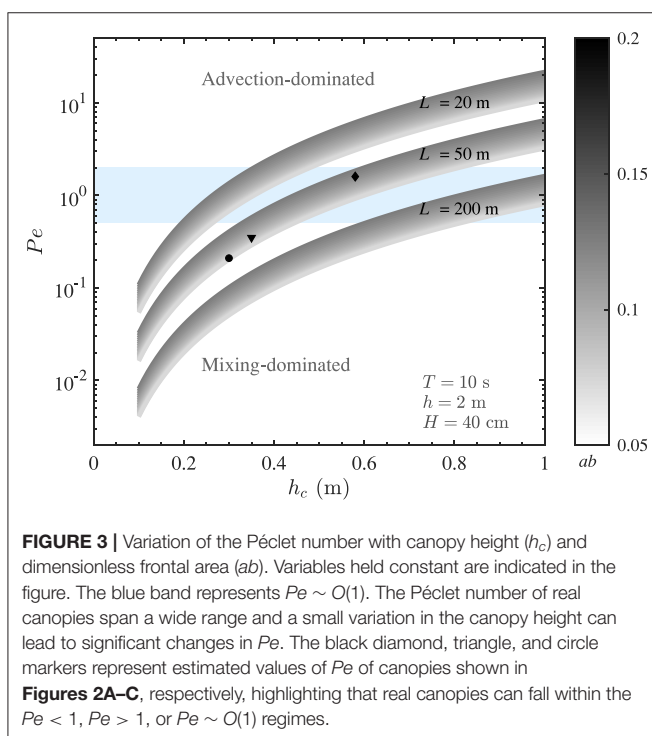 Advection-dominated
L = 20 m
L = 50 m
L = 200 m
Mixing-dominated
T = 10 s
h = 2 m
H = 40 cm
10¹
10⁰
10⁻¹
10⁻²
Pe
0 0.2 0.4 0.6 0.8 1
h_c (m)
0.2
0.15
0.1
0.05
ab
FIGURE 3 | Variation of the Péclet number with canopy height (h_c) and
dimensionless frontal area (ab). Variables held constant are indicated in the
figure. The blue band represents Pe ~ O(1). The Péclet number of real
canopies span a wide range and a small variation in the canopy height can
lead to significant changes in Pe. The black diamond, triangle, and circle
markers represent estimated values of Pe of canopies shown in
Figures 2A–C, respectively, highlighting that real canopies can fall within the
Pe < 1, Pe > 1, or Pe ~ O(1) regimes.